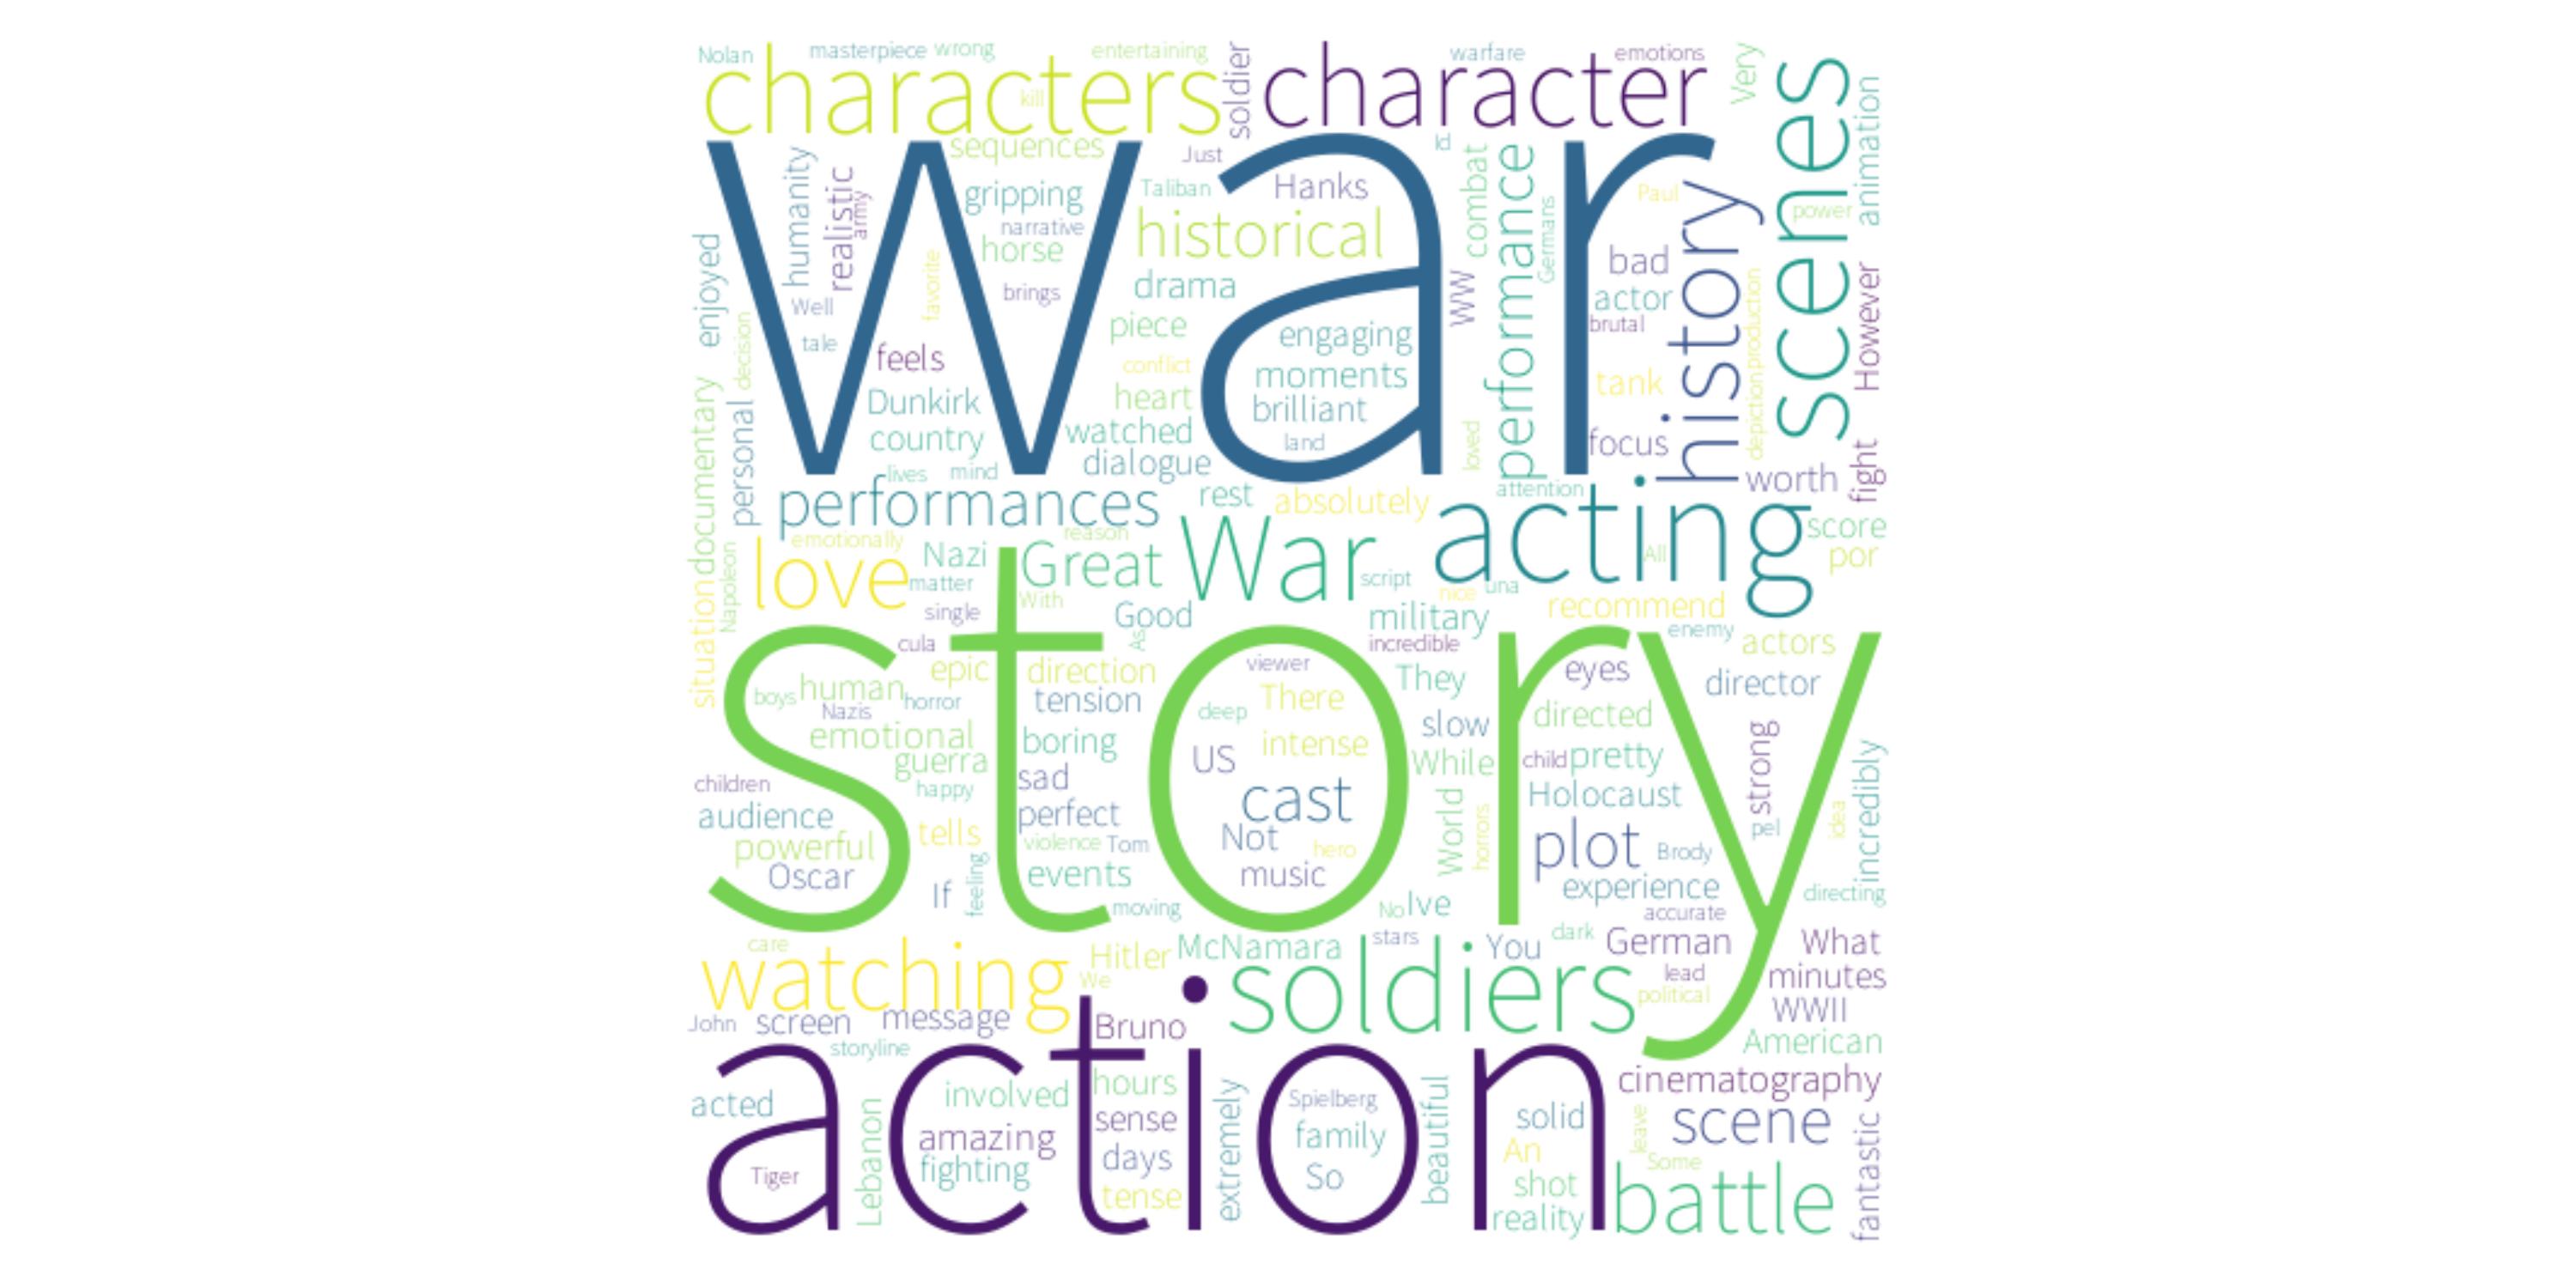 Nolan
masterpiece
wrong
entertaining
soldier
warfare
emotions
Very
characters
kill
character
scenes
animation
war
sequences
Just
Id
humanity
realistic
army
gripping
Taliban
Hanks
combat
performance
Germans
Paul
power
narrative
horse
historical
history
enjoyed
favorite
bad
Well
brings
drama
WW
actor
However
tale
decision
piece
engaging
brutal
depiction
production
feels
conflict
moments
tank
Dunkirk
heart
brilliant
country
watched
land
loved
focus
documentary
personal
lives
mind
dialogue
worth
fight
performances
rest
absolutely
attention
acting
score
emotionally
reason
love
Nazi
Great
War
All
por
Napoleon
matter
script
una
nice
situation
single
With
Good
military
recommend
cula
As
incredible
enemy
actors
story
epic
direction
viewer
They
eyes
director
boys
human
horror
tension
There
deep
Nazis
slow
directed
emotional
boring
intense
strong
guerra
US
While
child
pretty
children
happy
sad
cast
World
Holocaust
incredibly
audience
perfect
pel
idea
powerful
tells
violence
Tom
Not
hero
horrors
plot
Brody
Oscar
events
music
experience
If
feeling
moving
No
Ive
accurate
directing
care
watching
Hitler
McNamara
stars
You
dark
German
What
We
soldiers
lead
minutes
political
John
screen
message
Bruno
WWII
storyline
American
action
hours
cinematography
acted
Lebanon
involved
sense
extremely
Spielberg
beautiful
solid
leave
scene
fantastic
amazing
family
An
Some
Tiger
fighting
days
So
shot
tense
reality
battle